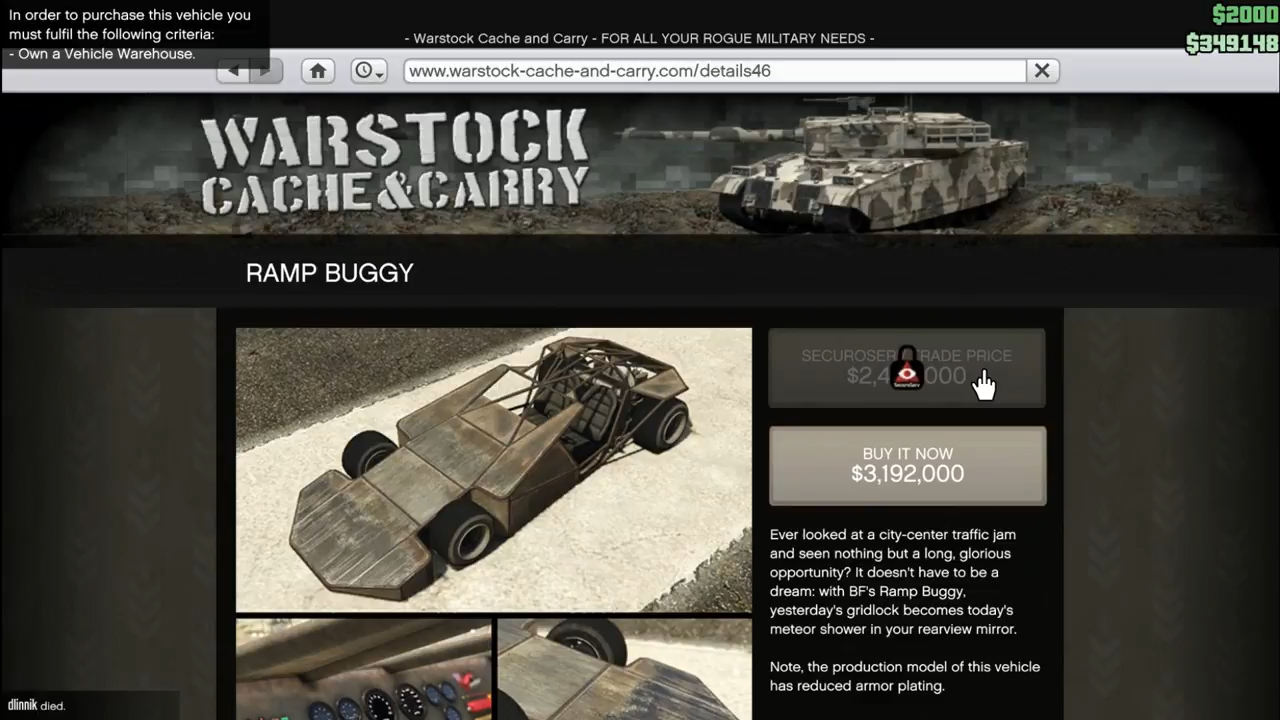 In order to purchase this vehicle you
must fulfil the following criteria:
- Own a Vehicle Warehouse.
$2000
$349148
- Warstock Cache and Carry - FOR ALL YOUR ROGUE MILITARY NEEDS -
www.warstock-cache-and-carry.com/details46
WARSTOCK
CACHE&CARRY
RAMP BUGGY
TRADE PRICE
BUY IT NOW
$3,192,000
Ever looked at a city-center traffic jam
and seen nothing but a long, glorious
opportunity? It doesn't have to be a
dream: with BF's Ramp Buggy,
yesterday's gridlock becomes today's
meteor shower in your rearview mirror.
Note, the production model of this vehicle
has reduced armor plating.
dlinnik died.